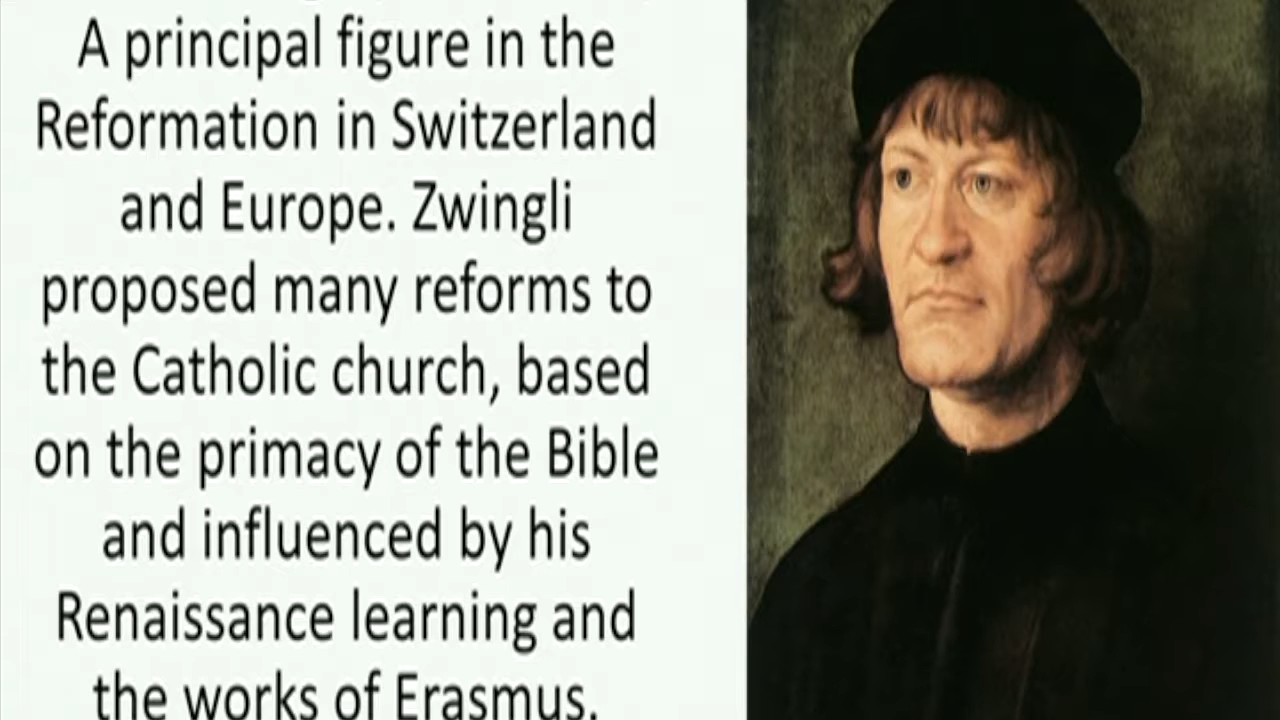 A principal figure in the
Reformation in Switzerland
and Europe. Zwingli
proposed many reforms to
the Catholic church, based
on the primacy of the Bible
and influenced by his
Renaissance learning and
the works of Erasmus.